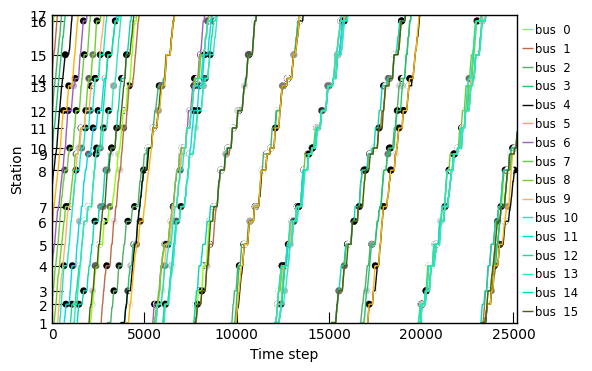 17
16
15
14
13
12
11
10
9
8
7
6
5
4
3
2
1
Station
0 5000 10000 15000 20000 25000
Time step
bus 0
bus 1
bus 2
bus 3
bus 4
bus 5
bus 6
bus 7
bus 8
bus 9
bus 10
bus 11
bus 12
bus 13
bus 14
bus 15